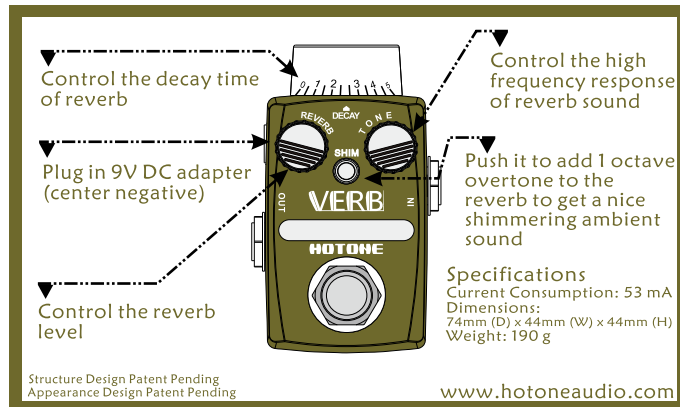 Control the decay time
of reverb
Plug in 9V DC adapter
(center negative)
Control the reverb
level
0 1 2 3 4 5
REVERB
DECAY
TONE
SHIM
OUT
VERB
IN
HOTONE
Control the high
frequency response
of reverb sound
Push it to add 1 octave
overtone to the
reverb to get a nice
shimmering ambient
sound
Specifications
Current Consumption: 53 mA
Dimensions:
74mm (D) x 44mm (W) x 44mm (H)
Weight: 190 g
Structure Design Patent Pending
Appearance Design Patent Pending
www.hotoneaudio.com